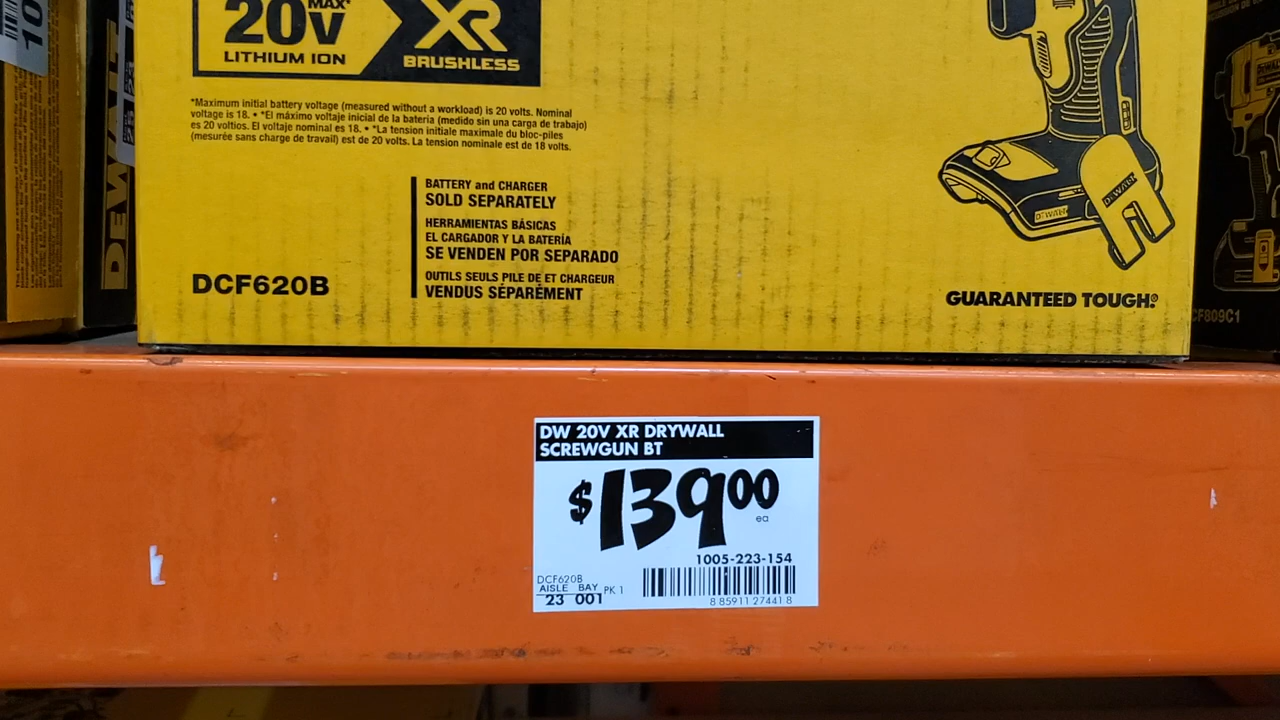 10
DEWALT
20V MAX*
LITHIUM ION
XR
BRUSHLESS
*Maximum initial battery voltage (measured without a workload) is 20 volts. Nominal
voltage is 18. • *El máximo voltaje inicial de la batería (medido sin una carga de trabajo)
es 20 voltios. El voltaje nominal es 18. • *La tension initiale maximale du bloc-piles
(mesurée sans charge de travail) est de 20 volts. La tension nominale est de 18 volts.
BATTERY and CHARGER
SOLD SEPARATELY
HERRAMIENTAS BÁSICAS
EL CARGADOR Y LA BATERÍA
SE VENDEN POR SEPARADO
OUTILS SEULS PILE DE ET CHARGEUR
VENDUS SÉPARÉMENT
DCF620B
DEWALT
DEWALT
GUARANTEED TOUGH.®
CF809C1
DW 20V XR DRYWALL
SCREWGUN BT
$13900
ea
1005-223-154
DCF620B
AISLE BAY PK 1
23 001
8 85911 27441 8